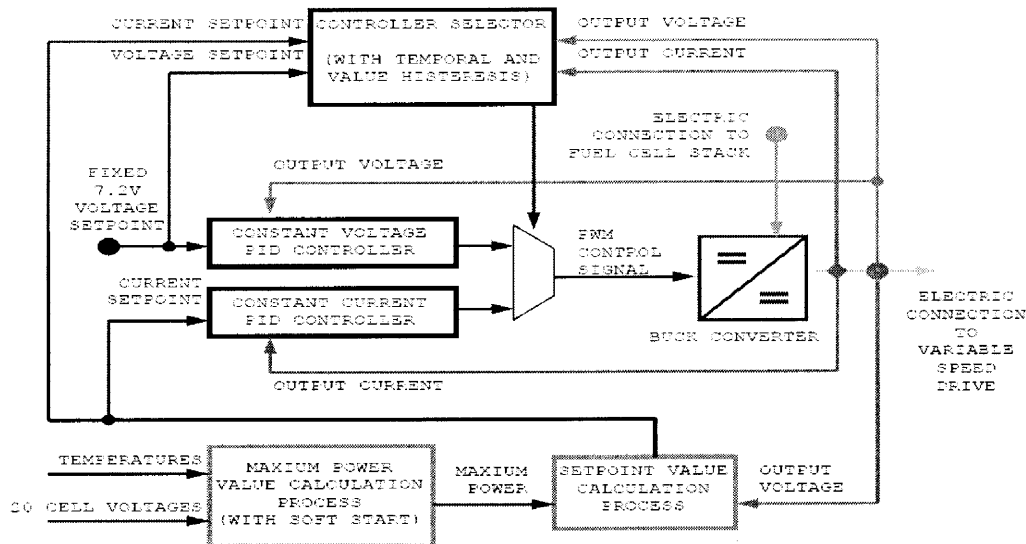 CURRENT SETPOINT
VOLTAGE SETPOINT
CONTROLLER SELECTOR
(WITH TEMPORAL AND
VALUE HISTERESIS)
OUTPUT VOLTAGE
OUTPUT CURRENT
ELECTRIC
CONNECTION TO
FUEL CELL STACK
OUTPUT VOLTAGE
FIXED
7.2V
VOLTAGE
SETPOINT
CONSTANT VOLTAGE
PID CONTROLLER
PWM
CONTROL
SIGNAL
CURRENT
SETPOINT
CONSTANT CURRENT
PID CONTROLLER
BUCK CONVERTER
ELECTRIC
CONNECTION
TO
VARIABLE
SPEED
DRIVE
OUTPUT CURRENT
TEMPERATURES
20 CELL VOLTAGES
MAXIUM POWER
VALUE CALCULATION
PROCESS
(WITH SOFT START)
MAXIUM
POWER
SETPOINT VALUE
CALCULATION
PROCESS
OUTPUT
VOLTAGE